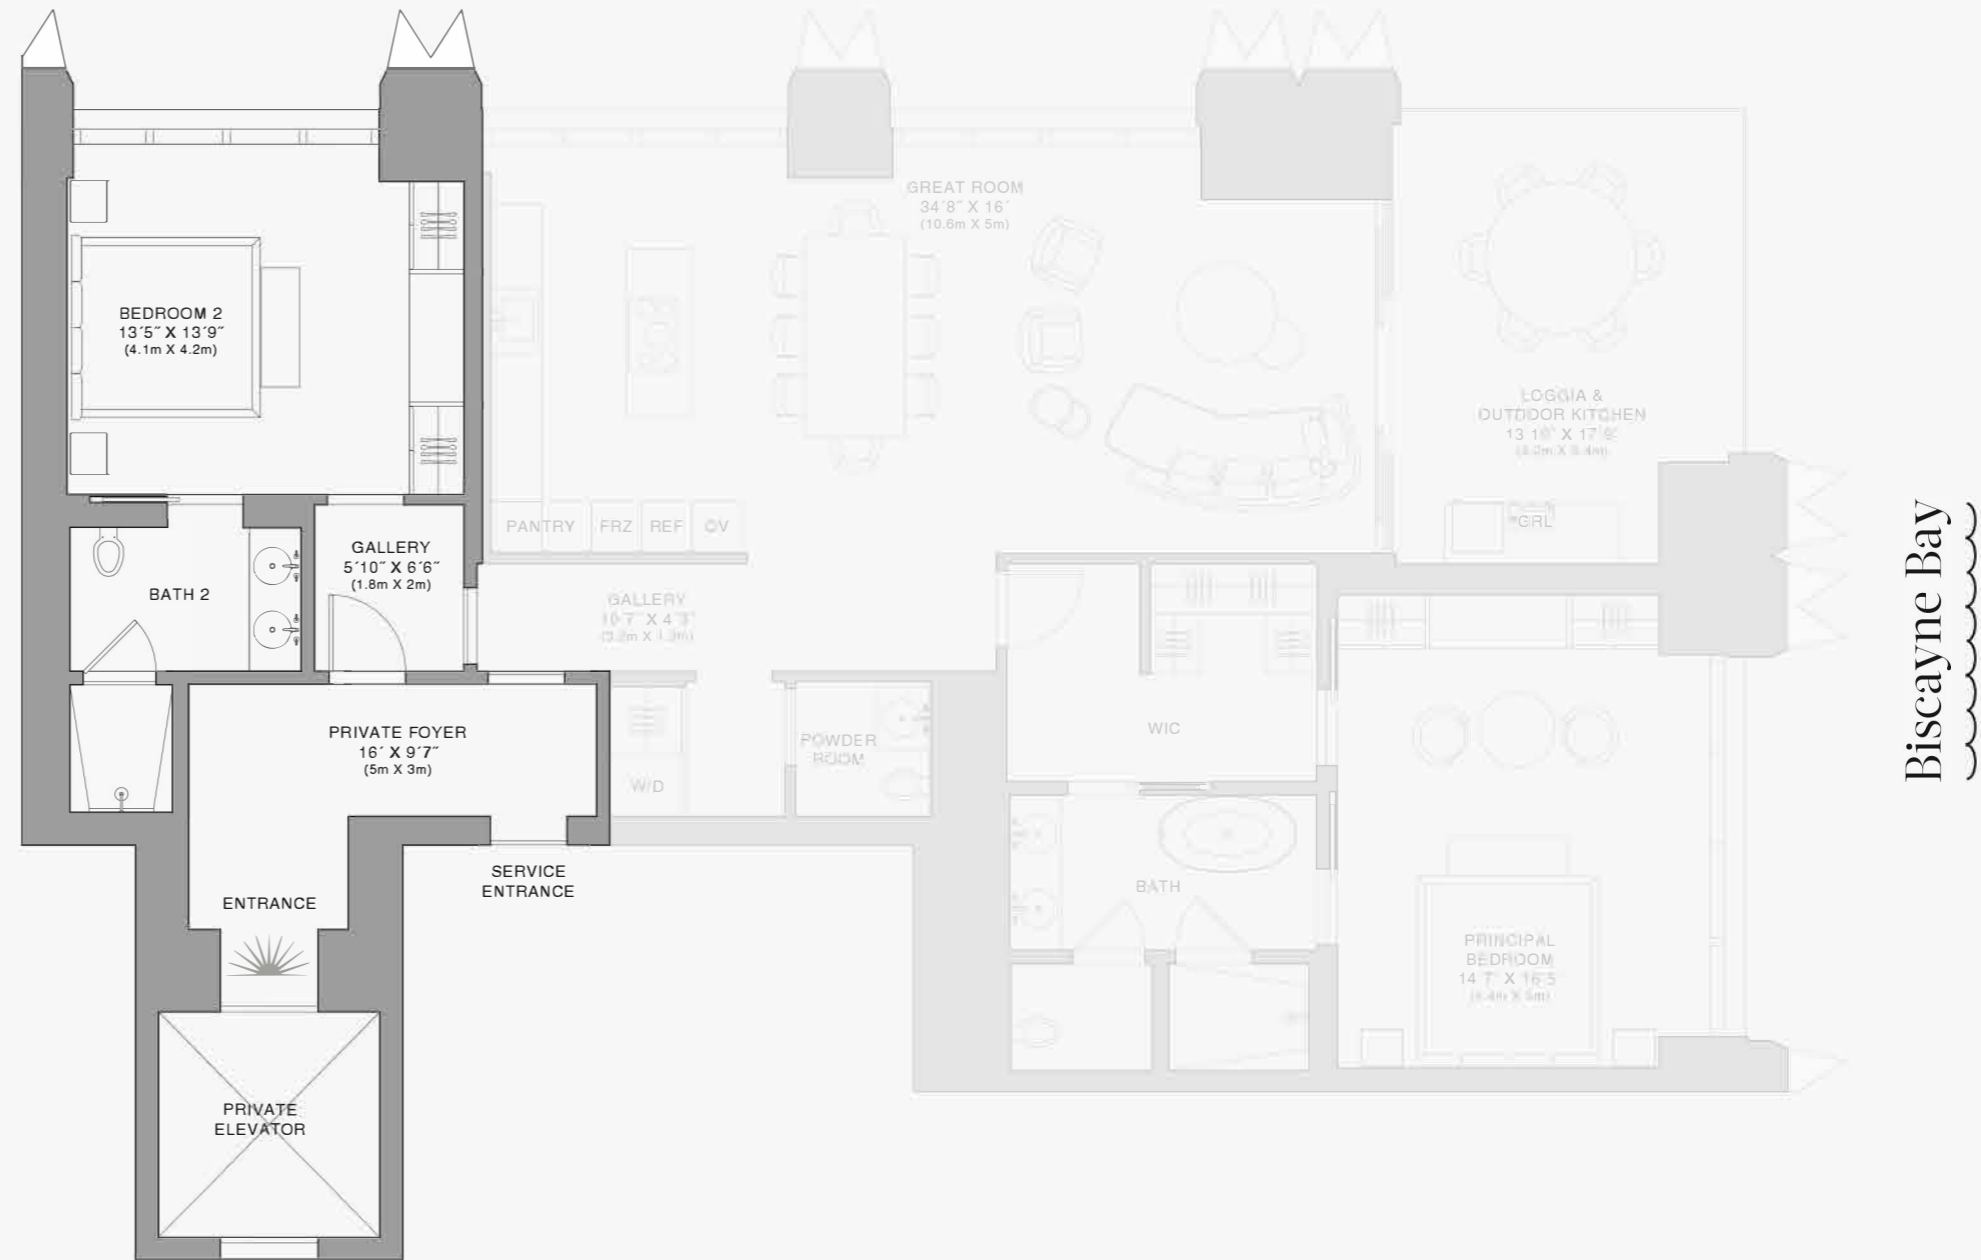 GREAT ROOM
34´8˝ X 16´
(10.6m X 5m)
BEDROOM 2
13´5˝ X 13´9˝
(4.1m X 4.2m)
LOGGIA &
OUTDOOR KITCHEN
PANTRY
FRZ
REF
OV
GRL
GALLERY
5´10˝ X 6´6˝
(1.8m X 2m)
BATH 2
GALLERY
PRIVATE FOYER
16´ X 9´7˝
(5m X 3m)
WIC
POWDER
ROOM
W/D
SERVICE
ENTRANCE
ENTRANCE
BATH
PRINCIPAL
BEDROOM
PRIVATE
ELEVATOR
Biscayne Bay